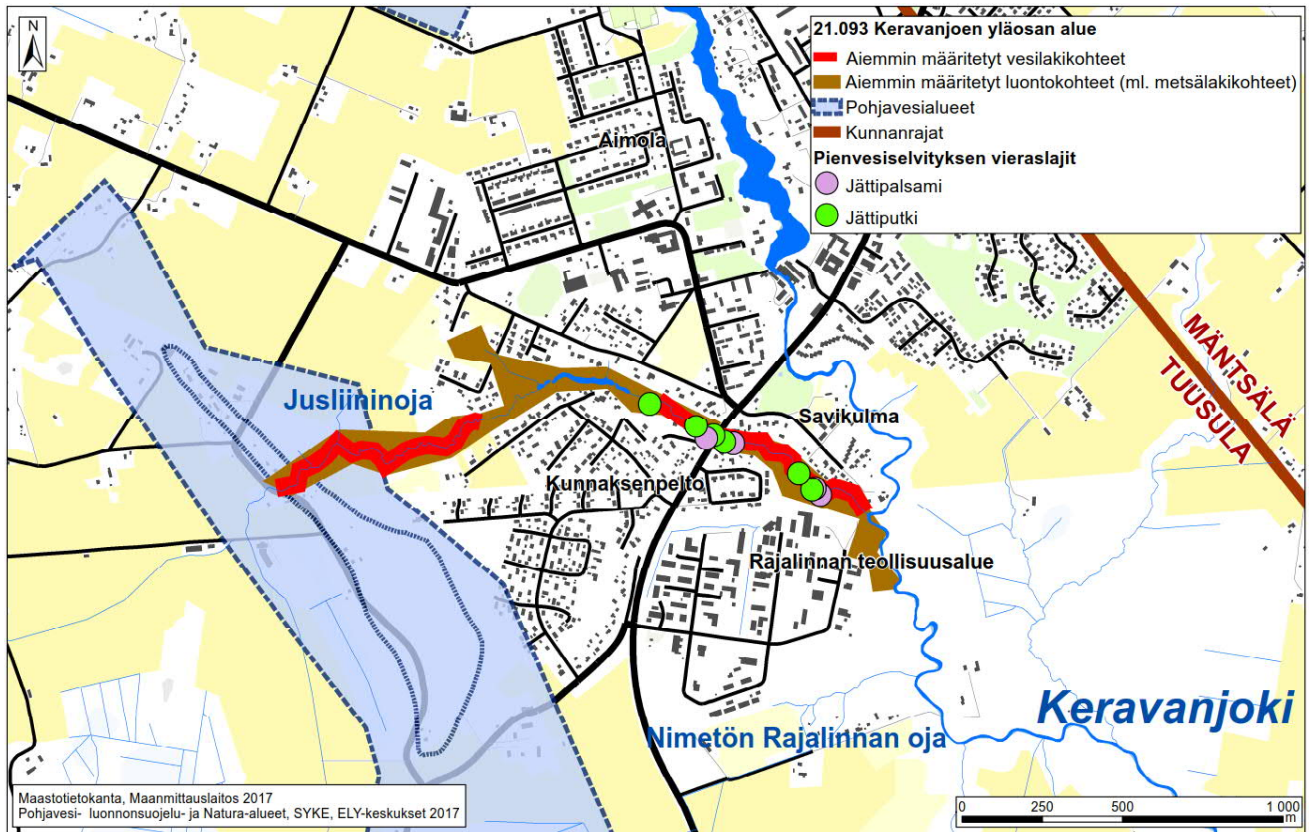 N
21.093 Keravanjoen yläosan alue
Aiemmin määritetyt vesilakikohteet
Aiemmin määritetyt luontokohteet (ml. metsälakikohteet)
Pohjavesialueet
Kunnanrajat
Pienvesiselvityksen vieraslajit
Jättipalsami
Jättiputki
Aimola
MÄNTSÄLÄ
TUUSULA
Jusliininoja
Savikulma
Kunnaksenpelto
Rajalinnan teollisuusalue
Keravanjoki
Nimetön Rajalinnan oja
Maastotietokanta, Maanmittauslaitos 2017
Pohjavesi- luonnonsuojelu- ja Natura-alueet, SYKE, ELY-keskukset 2017
0 250 500 1 000
m